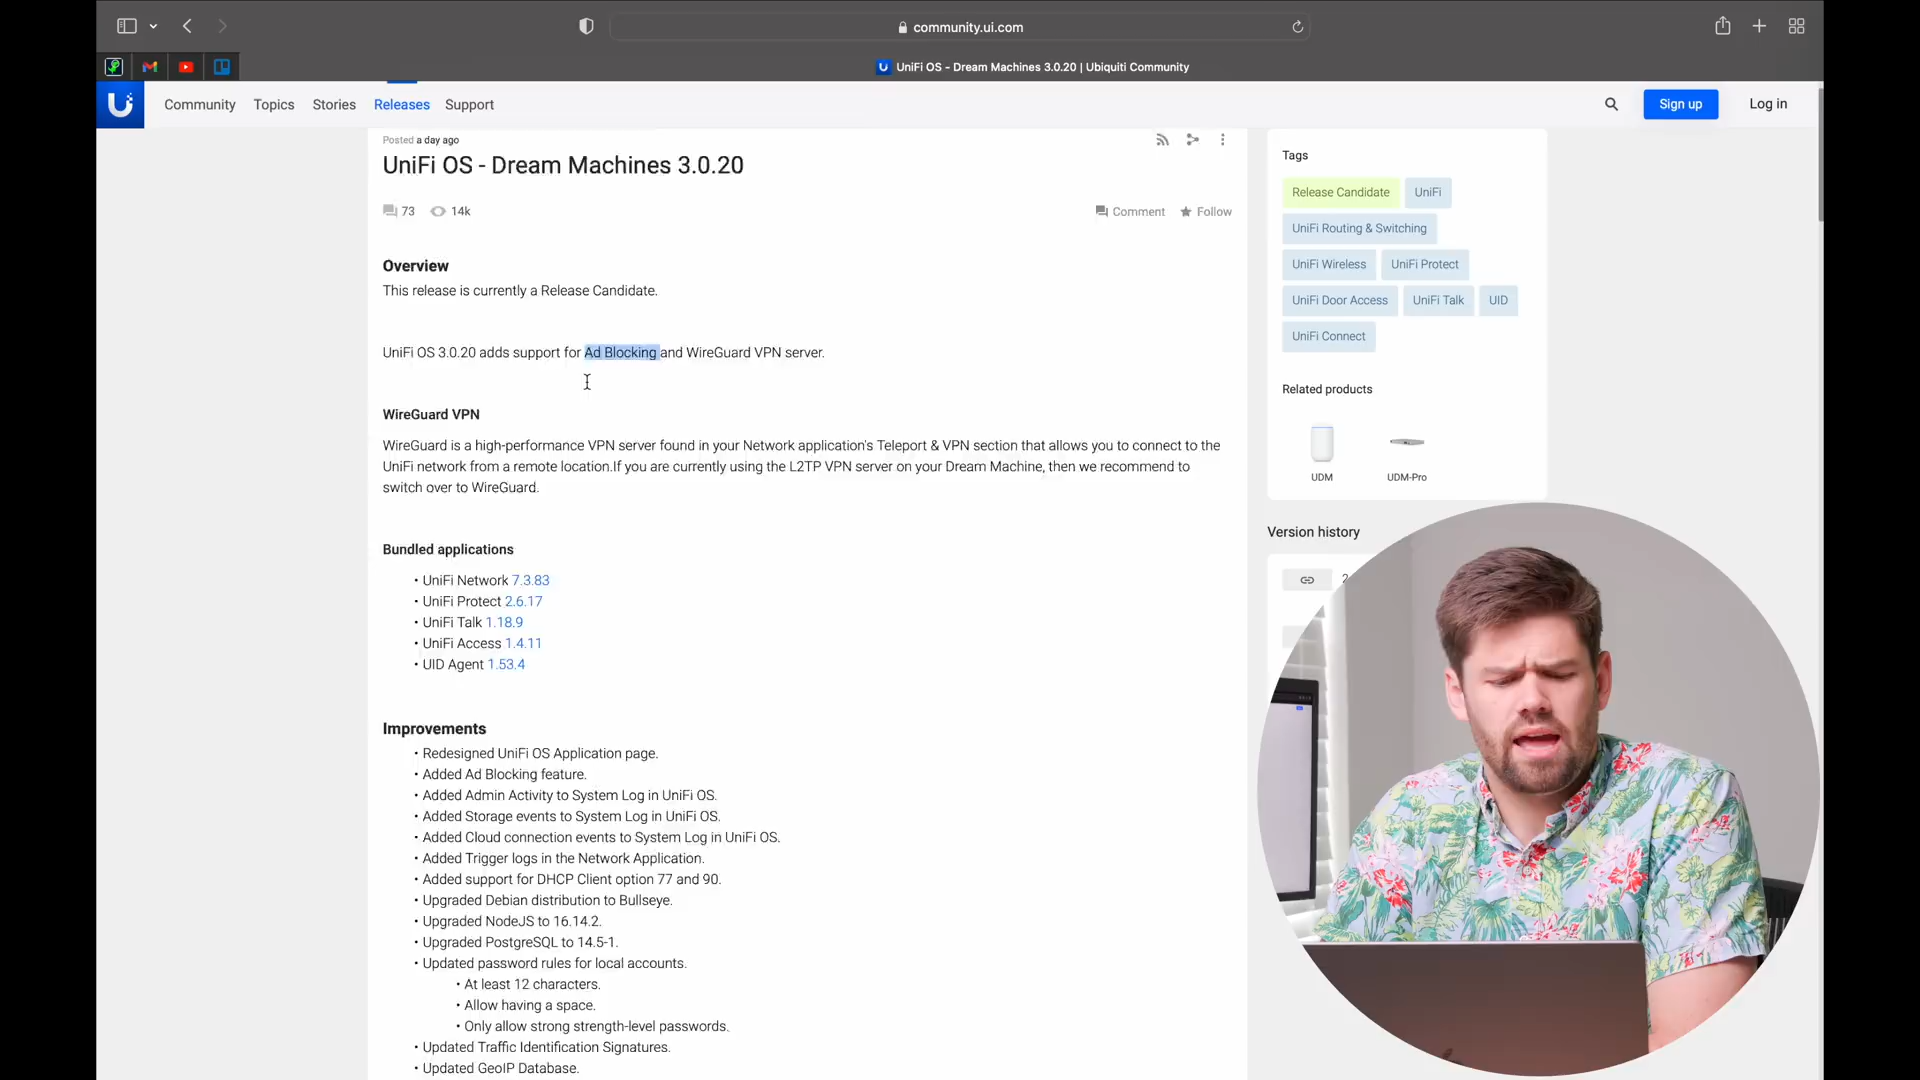 community.ui.com
UniFi OS - Dream Machines 3.0.20 | Ubiquiti Community
Community Topics Stories Releases Support
Sign up
Log in
Posted a day ago
UniFi OS - Dream Machines 3.0.20
73 14k
Comment Follow
Overview
This release is currently a Release Candidate.
UniFi OS 3.0.20 adds support for Ad Blocking and WireGuard VPN server.
WireGuard VPN
WireGuard is a high-performance VPN server found in your Network application's Teleport & VPN section that allows you to connect to the
UniFi network from a remote location.If you are currently using the L2TP VPN server on your Dream Machine, then we recommend to
switch over to WireGuard.
Bundled applications
• UniFi Network 7.3.83
• UniFi Protect 2.6.17
• UniFi Talk 1.18.9
• UniFi Access 1.4.11
• UID Agent 1.53.4
Improvements
• Redesigned UniFi OS Application page.
• Added Ad Blocking feature.
• Added Admin Activity to System Log in UniFi OS.
• Added Storage events to System Log in UniFi OS.
• Added Cloud connection events to System Log in UniFi OS.
• Added Trigger logs in the Network Application.
• Added support for DHCP Client option 77 and 90.
• Upgraded Debian distribution to Bullseye.
• Upgraded NodeJS to 16.14.2.
• Upgraded PostgreSQL to 14.5-1.
• Updated password rules for local accounts.
• At least 12 characters.
• Allow having a space.
• Only allow strong strength-level passwords.
• Updated Traffic Identification Signatures.
• Updated GeoIP Database.
Tags
Release Candidate UniFi
UniFi Routing & Switching
UniFi Wireless UniFi Protect
UniFi Door Access UniFi Talk UID
UniFi Connect
Related products
UDM UDM-Pro
Version history